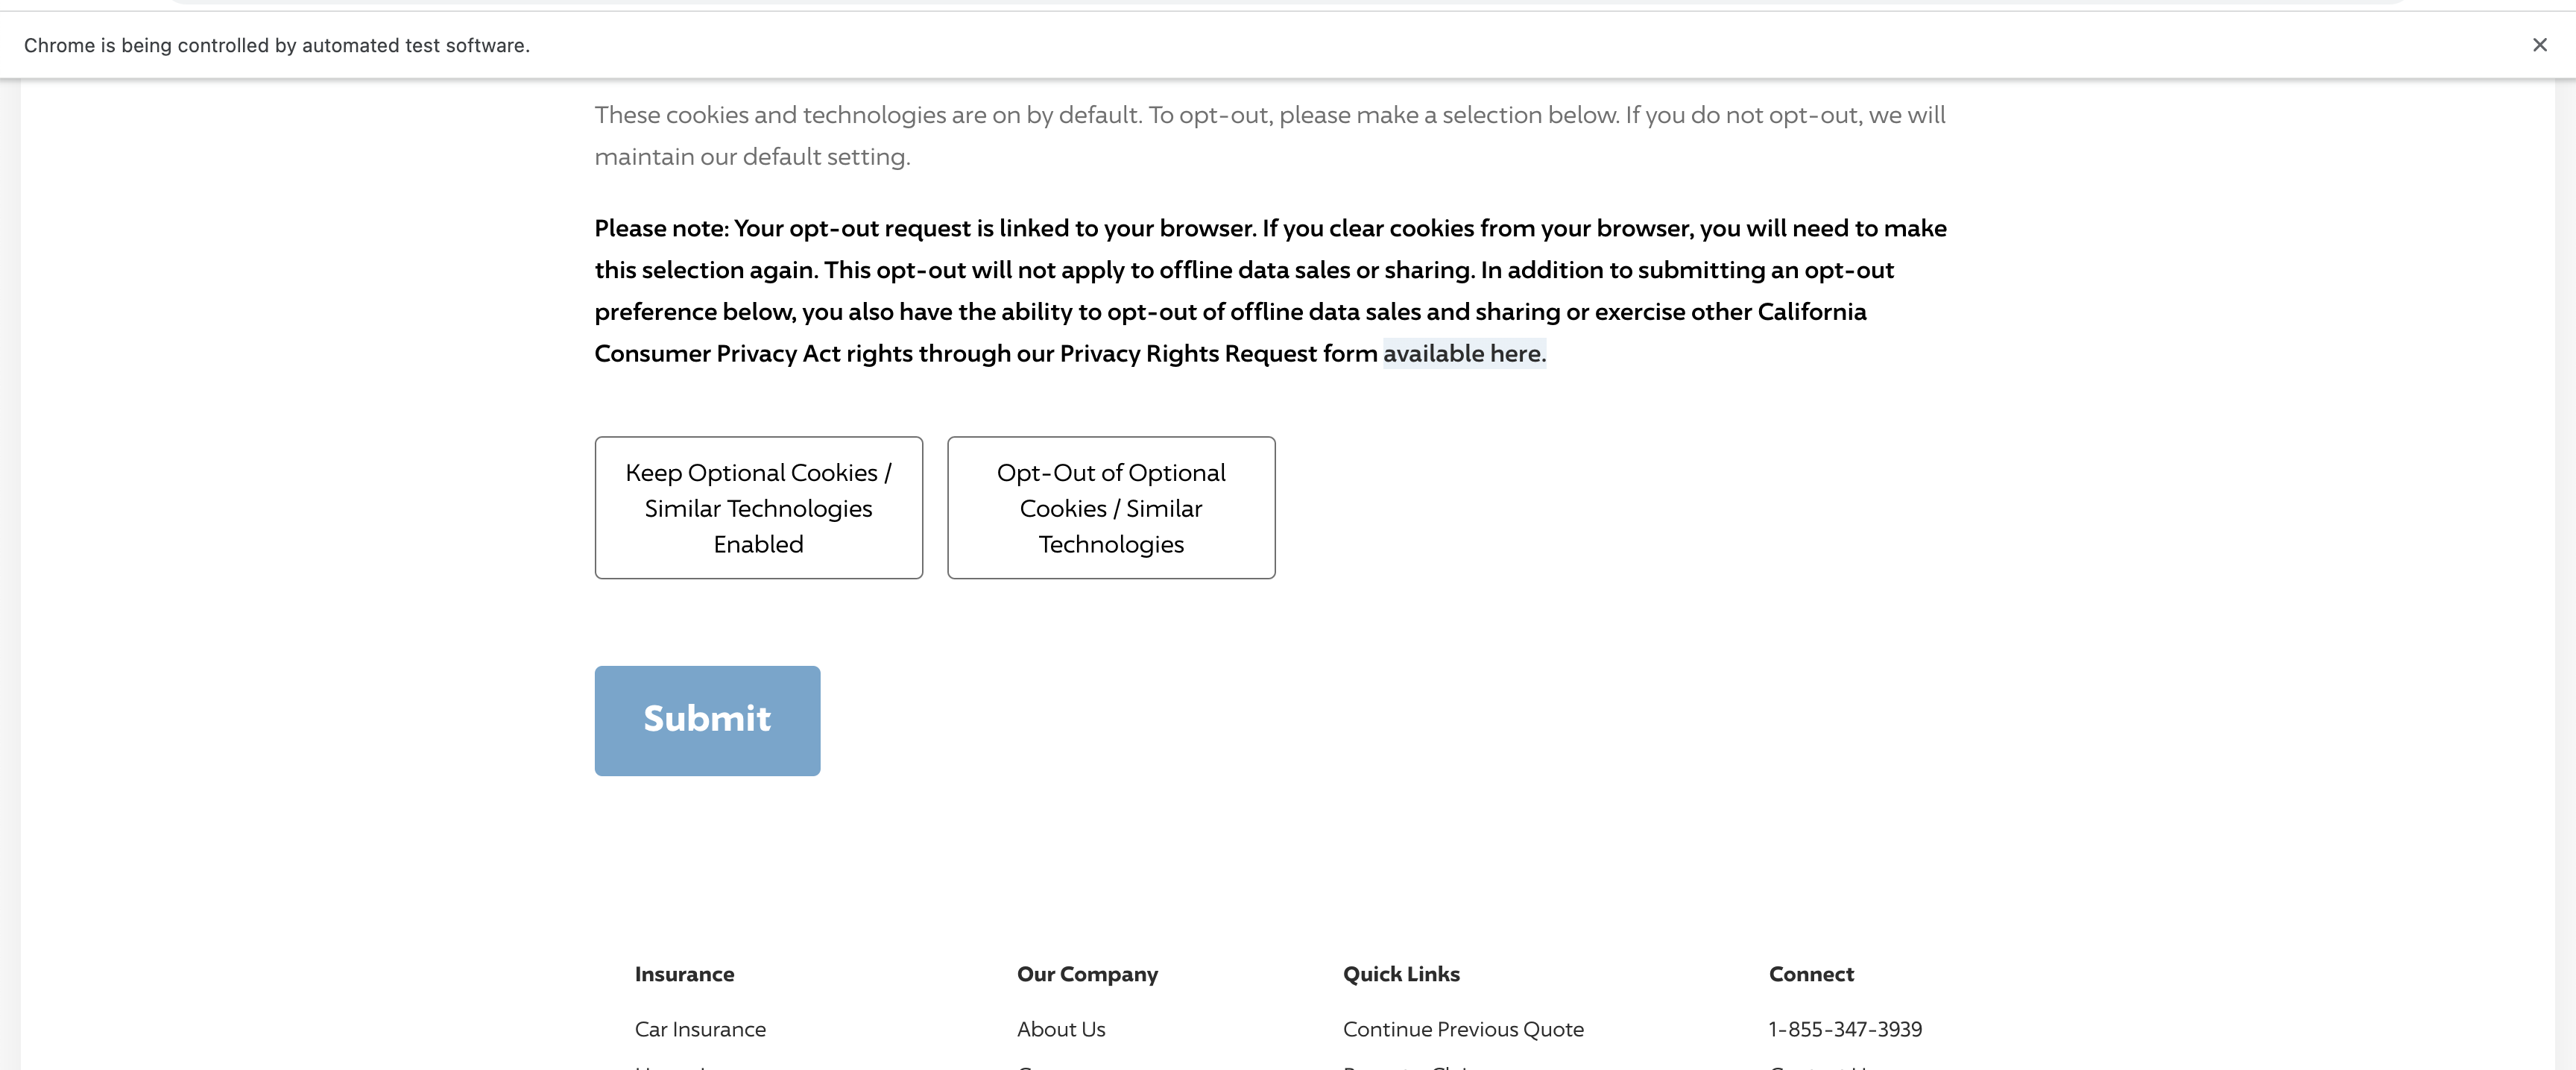 Chrome is being controlled by automated test software.
These cookies and technologies are on by default. To opt-out, please make a selection below. If you do not opt-out, we will
maintain our default setting.
Please note: Your opt-out request is linked to your browser. If you clear cookies from your browser, you will need to make
this selection again. This opt-out will not apply to offline data sales or sharing. In addition to submitting an opt-out
preference below, you also have the ability to opt-out of offline data sales and sharing or exercise other California
Consumer Privacy Act rights through our Privacy Rights Request form available here.
Keep Optional Cookies /
Similar Technologies
Enabled
Opt-Out of Optional
Cookies / Similar
Technologies
Submit
Insurance
Car Insurance
Our Company
About Us
Quick Links
Continue Previous Quote
Connect
1-855-347-3939